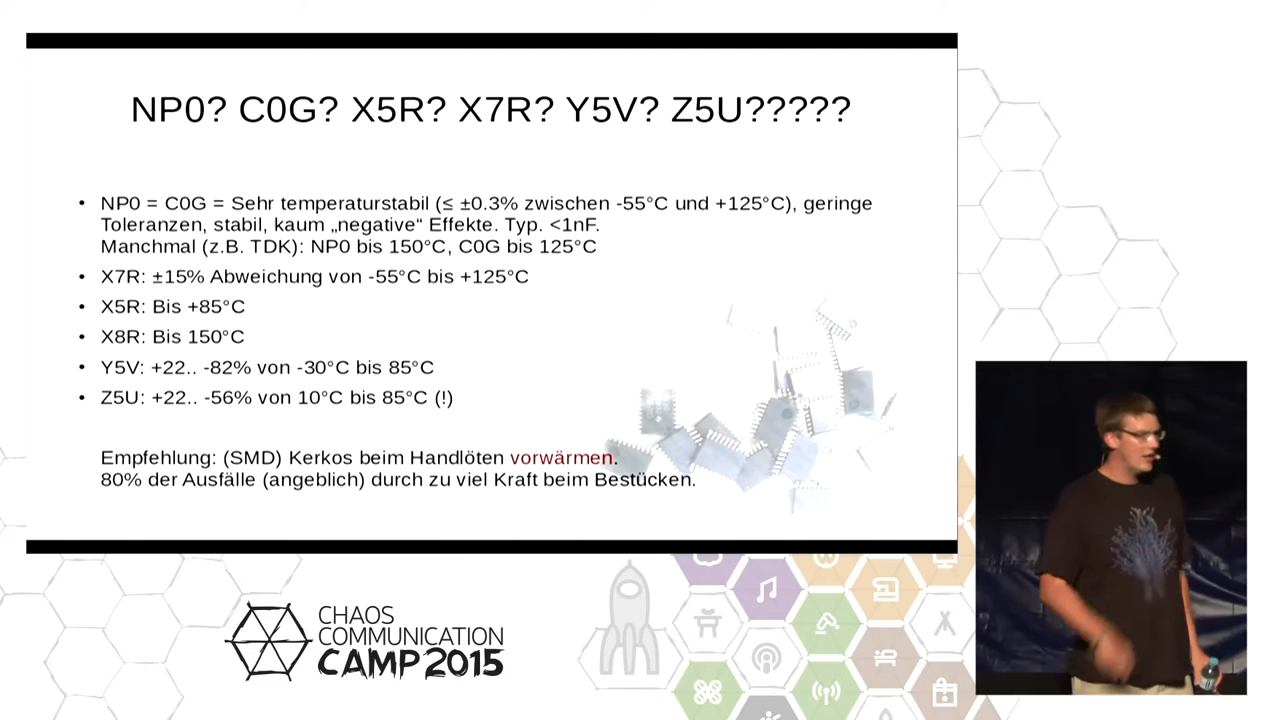 NP0? C0G? X5R? X7R? Y5V? Z5U?????
• NP0 = C0G = Sehr temperaturstabil (≤ ±0.3% zwischen -55°C und +125°C), geringe
Toleranzen, stabil, kaum „negative“ Effekte. Typ. <1nF.
Manchmal (z.B. TDK): NP0 bis 150°C, C0G bis 125°C
• X7R: ±15% Abweichung von -55°C bis +125°C
• X5R: Bis +85°C
• X8R: Bis 150°C
• Y5V: +22.. -82% von -30°C bis 85°C
• Z5U: +22.. -56% von 10°C bis 85°C (!)
Empfehlung: (SMD) Kerkos beim Handlöten vorwärmen.
80% der Ausfälle (angeblich) durch zu viel Kraft beim Bestücken.
CHAOS
COMMUNICATION
CAMP 2015